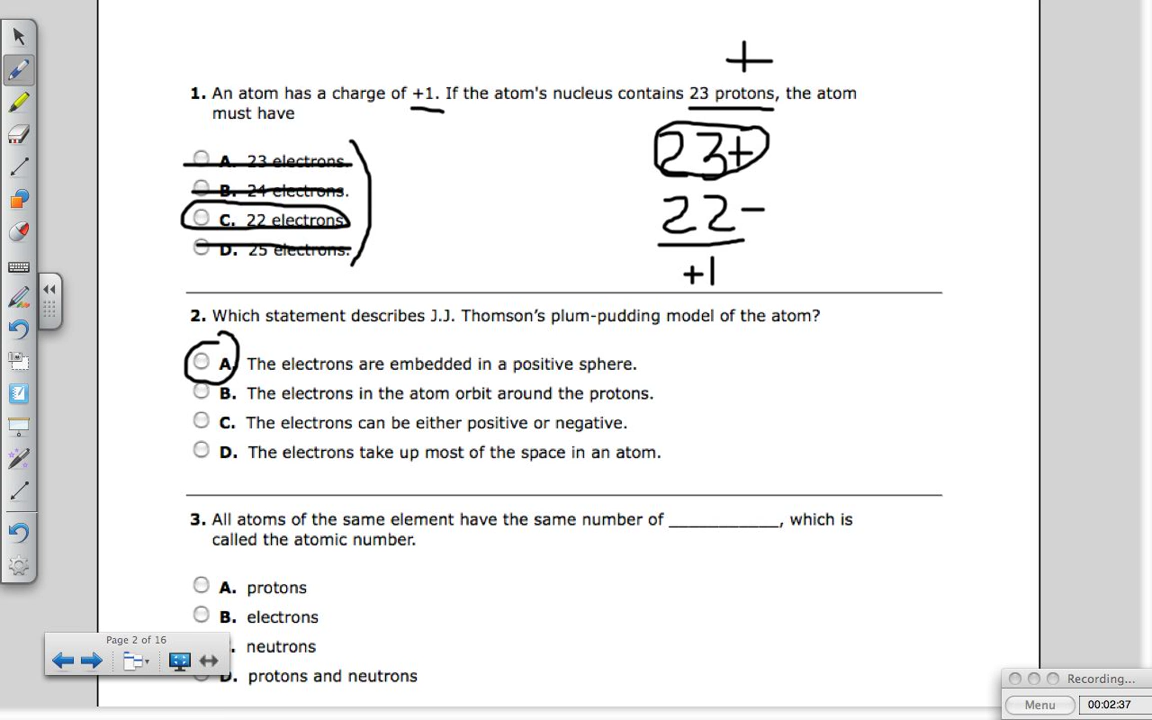 +
1. An atom has a charge of +1. If the atom's nucleus contains 23 protons, the atom
must have
A. 23 electrons.
B. 24 electrons.
C. 22 electrons.
D. 25 electrons.
23+
22-
+1
2. Which statement describes J.J. Thomson’s plum-pudding model of the atom?
A. The electrons are embedded in a positive sphere.
B. The electrons in the atom orbit around the protons.
C. The electrons can be either positive or negative.
D. The electrons take up most of the space in an atom.
3. All atoms of the same element have the same number of ____________, which is
called the atomic number.
A. protons
B. electrons
. neutrons
D. protons and neutrons
Page 2 of 16
Recording...
Menu 00:02:37